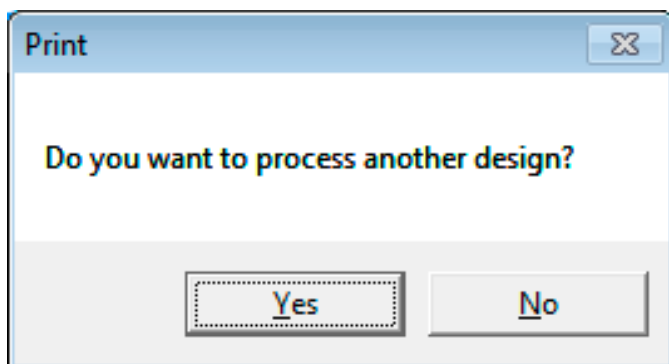 Print
Do you want to process another design?
Yes
No